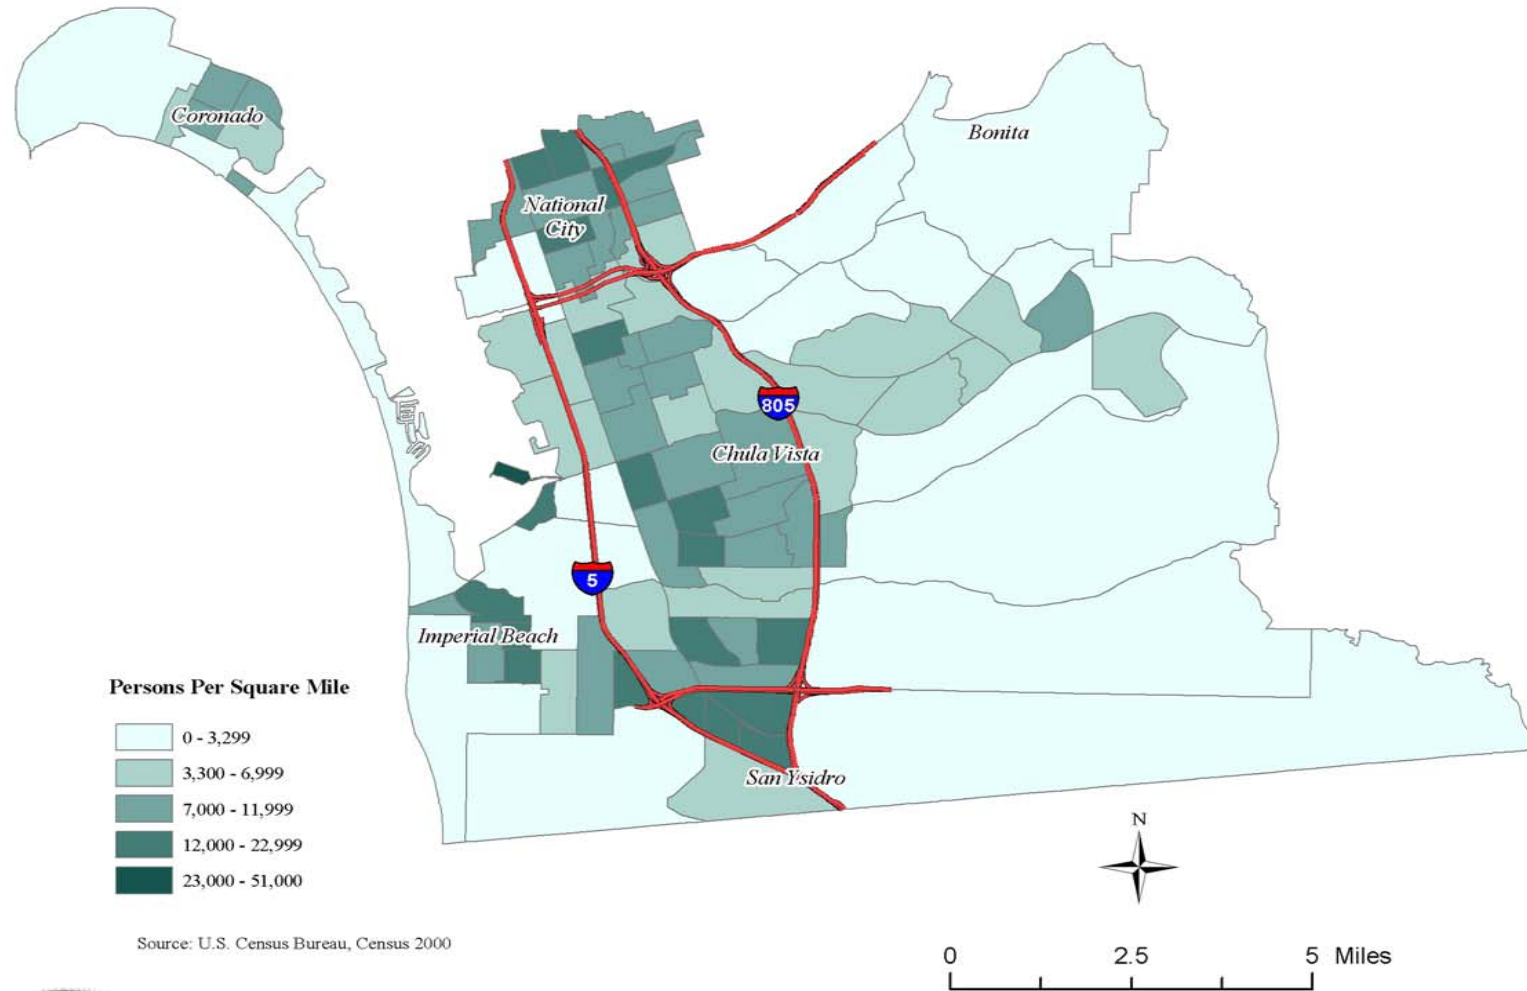 Coronado
Bonita
National
City
805
Chula Vista
5
Imperial Beach
San Ysidro
Persons Per Square Mile
0 - 3,299
3,300 - 6,999
7,000 - 11,999
12,000 - 22,999
23,000 - 51,000
N
Source: U.S. Census Bureau, Census 2000
0 2.5 5 Miles